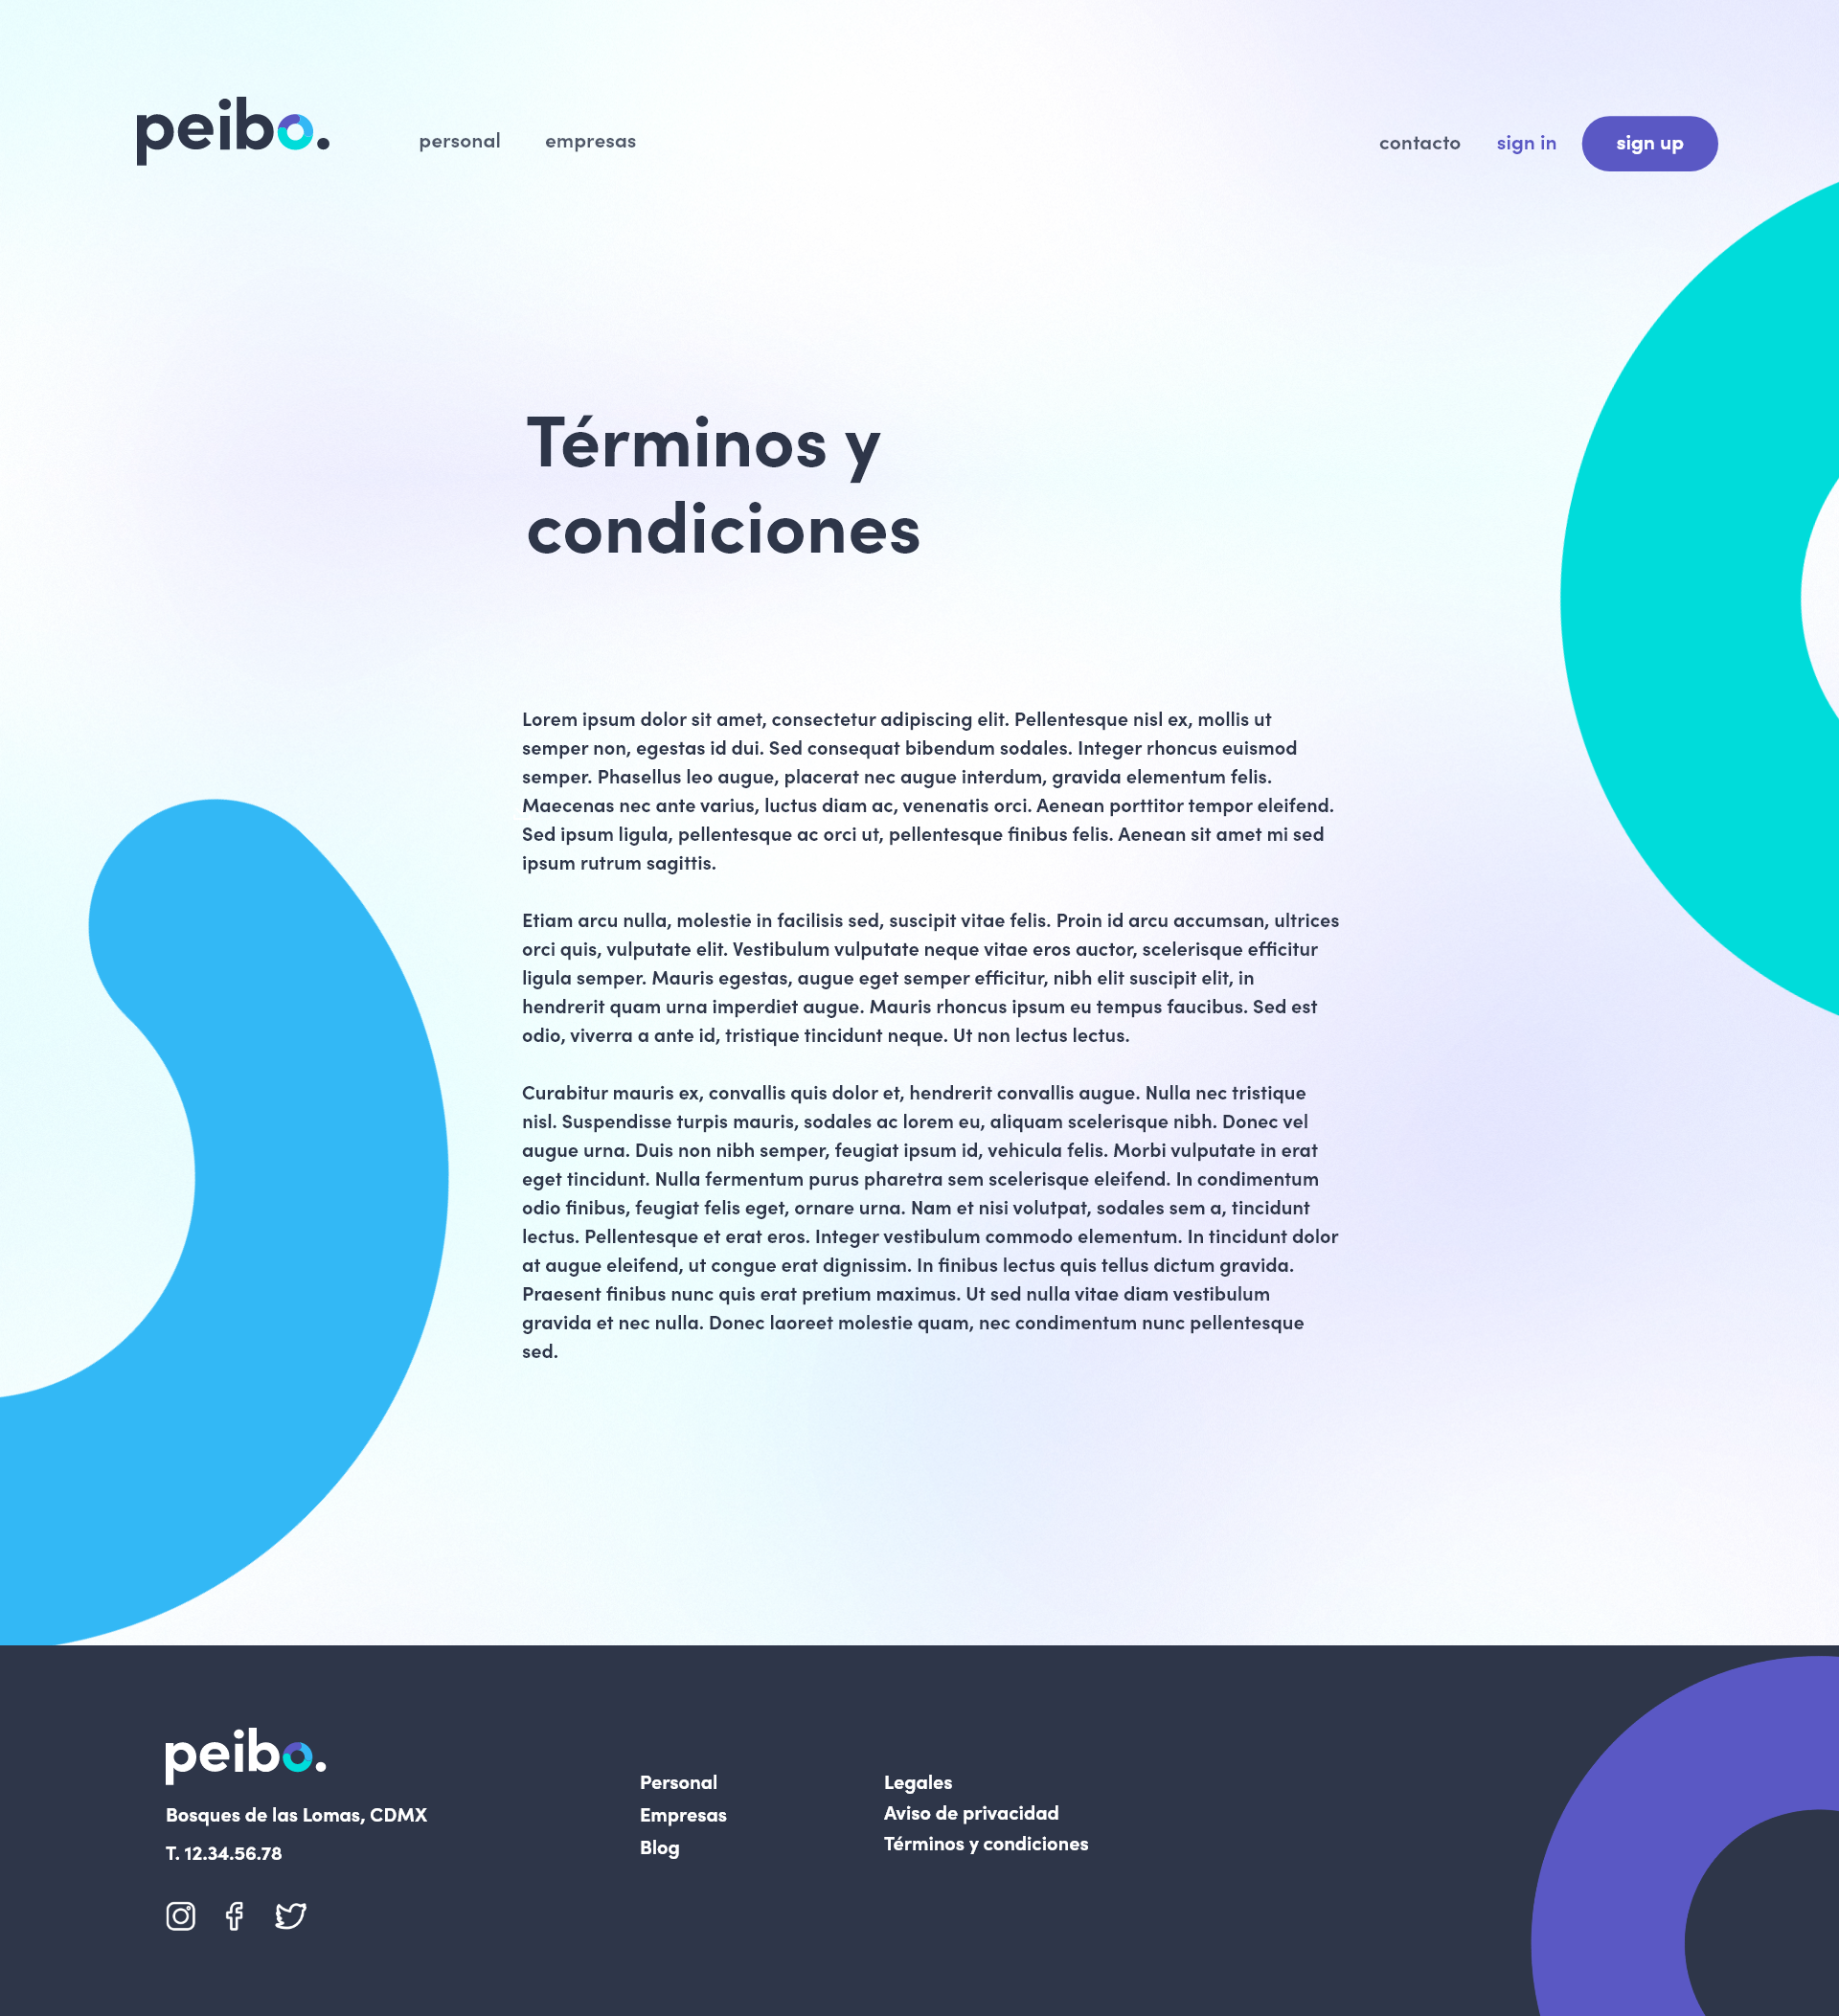 peibo.
personal
empresas
contacto
sign in
sign up
Términos y
condiciones
Lorem ipsum dolor sit amet, consectetur adipiscing elit. Pellentesque nisl ex, mollis ut
semper non, egestas id dui. Sed consequat bibendum sodales. Integer rhoncus euismod
semper. Phasellus leo augue, placerat nec augue interdum, gravida elementum felis.
Maecenas nec ante varius, luctus diam ac, venenatis orci. Aenean porttitor tempor eleifend.
Sed ipsum ligula, pellentesque ac orci ut, pellentesque finibus felis. Aenean sit amet mi sed
ipsum rutrum sagittis.
Etiam arcu nulla, molestie in facilisis sed, suscipit vitae felis. Proin id arcu accumsan, ultrices
orci quis, vulputate elit. Vestibulum vulputate neque vitae eros auctor, scelerisque efficitur
ligula semper. Mauris egestas, augue eget semper efficitur, nibh elit suscipit elit, in
hendrerit quam urna imperdiet augue. Mauris rhoncus ipsum eu tempus faucibus. Sed est
odio, viverra a ante id, tristique tincidunt neque. Ut non lectus lectus.
Curabitur mauris ex, convallis quis dolor et, hendrerit convallis augue. Nulla nec tristique
nisl. Suspendisse turpis mauris, sodales ac lorem eu, aliquam scelerisque nibh. Donec vel
augue urna. Duis non nibh semper, feugiat ipsum id, vehicula felis. Morbi vulputate in erat
eget tincidunt. Nulla fermentum purus pharetra sem scelerisque eleifend. In condimentum
odio finibus, feugiat felis eget, ornare urna. Nam et nisi volutpat, sodales sem a, tincidunt
lectus. Pellentesque et erat eros. Integer vestibulum commodo elementum. In tincidunt dolor
at augue eleifend, ut congue erat dignissim. In finibus lectus quis tellus dictum gravida.
Praesent finibus nunc quis erat pretium maximus. Ut sed nulla vitae diam vestibulum
gravida et nec nulla. Donec laoreet molestie quam, nec condimentum nunc pellentesque
sed.
peibo.
Bosques de las Lomas, CDMX
T. 12.34.56.78
Personal
Empresas
Blog
Legales
Aviso de privacidad
Términos y condiciones